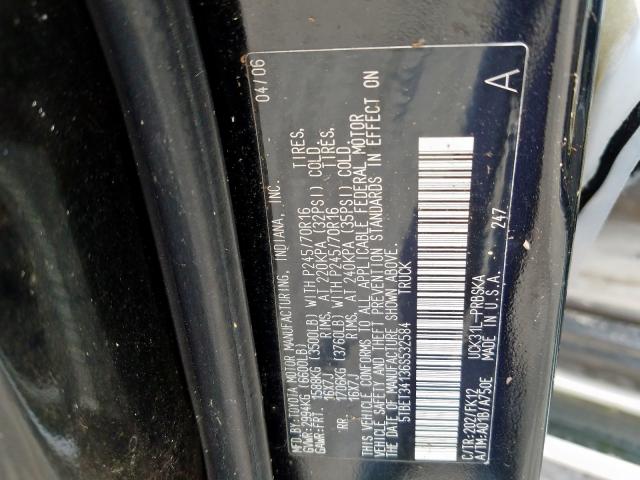 MFD. BY: TOYOTA MOTOR MANUFACTURING, INDIANA, INC. 04/06
GVWR:2994KG (6600LB)
GAWR:FRT. 1588KG (3500LB) WITH P245/70R16 TIRES,
16X7J RIMS, AT 220KPA (32PSI) COLD.
RR. 1706KG (3760LB) WITH P245/70R16 TIRES,
16X7J RIMS, AT 240KPA (35PSI) COLD.
THIS VEHICLE CONFORMS TO ALL APPLICABLE FEDERAL MOTOR
VEHICLE SAFETY AND THEFT PREVENTION STANDARDS IN EFFECT ON
THE DATE OF MANUFACTURE SHOWN ABOVE.
5TBET34136S532584 TRUCK
C/TR:202/FK12 UCK31L-PRBSKA
A/TM:A01B/A750E MADE IN U.S.A. 247 A